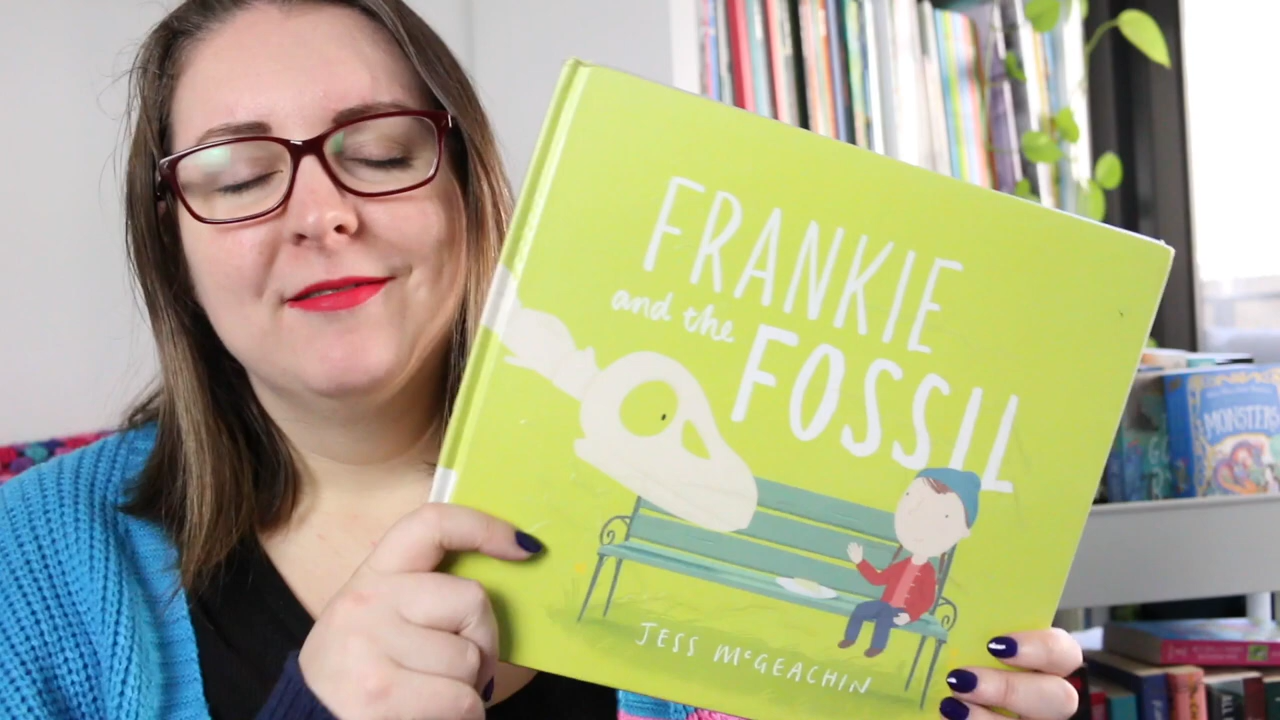 FRANKIE
and the
FOSSIL
JESS McGEACHIN
MONSTERS